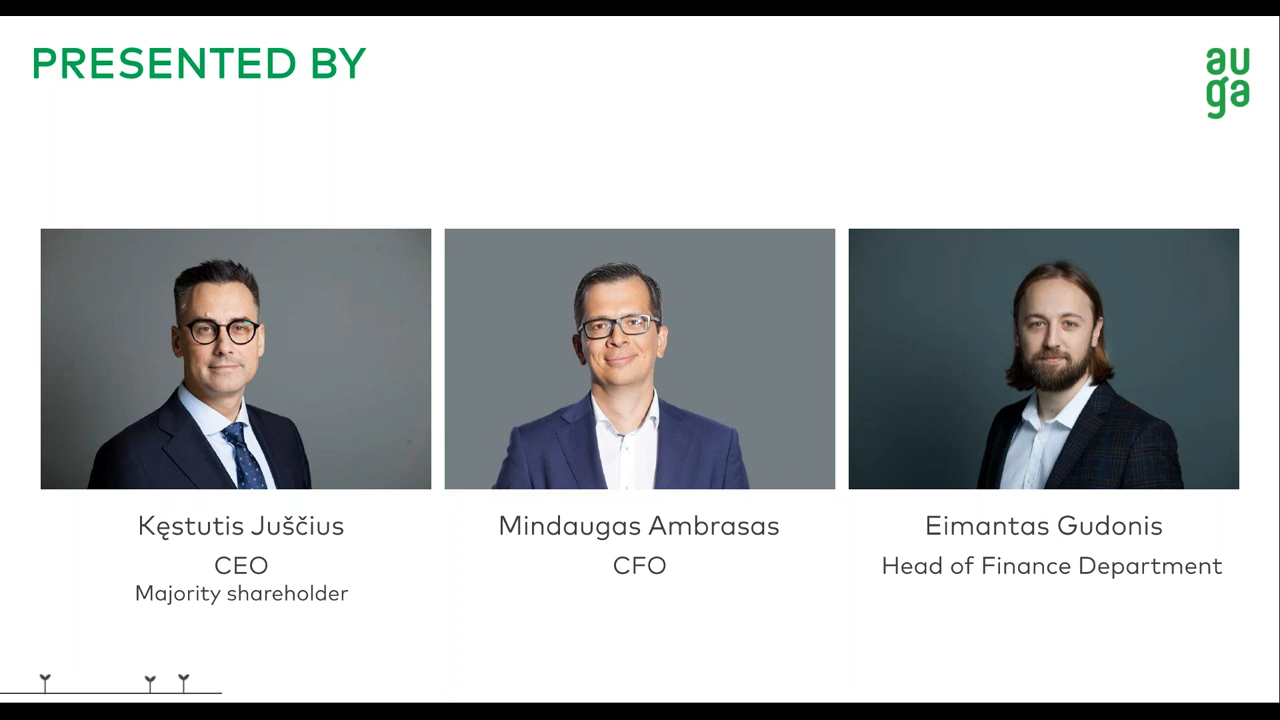 PRESENTED BY
au
ga
Kęstutis Juščius
CEO
Majority shareholder
Mindaugas Ambrasas
CFO
Eimantas Gudonis
Head of Finance Department